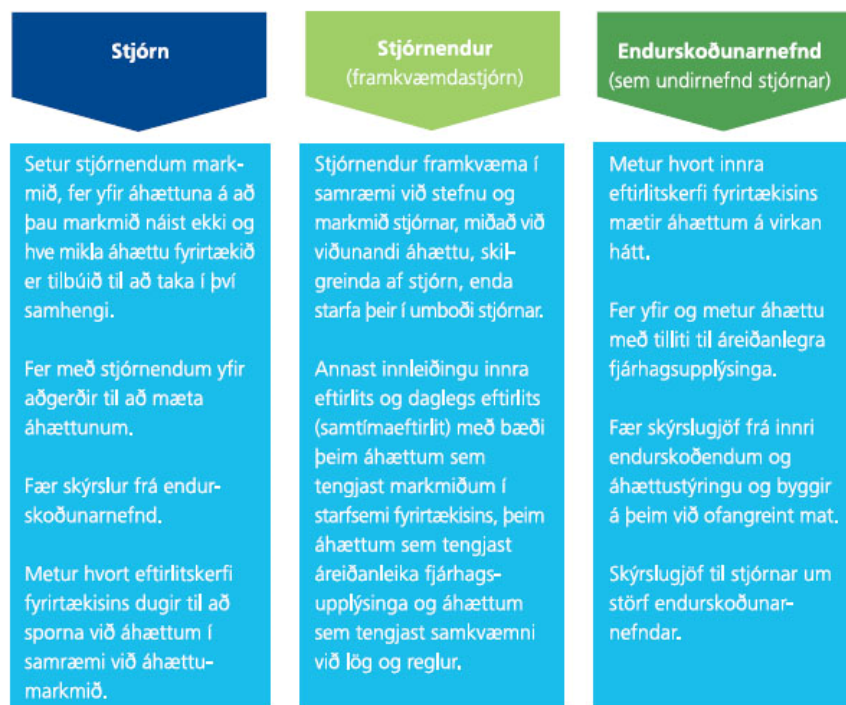 Stjórn
Setur stjórnendum mark-
mið, fer yfir áhættuna á að
þau markmið náist ekki og
hve mikla áhættu fyrirtækið
er tilbúið til að taka í því
samhengi.
Fer með stjórnendum yfir
aðgerðir til að mæta
áhættunum.
Fær skýrslur frá endur-
skoðunarnefnd.
Metur hvort eftirlitskerfi
fyrirtækisins dugir til að
sporna við áhættum í
samræmi við áhættu-
markmið.
Stjórnendur
(framkvæmdastjórn)
Stjórnendur framkvæma í
samræmi við stefnu og
markmið stjórnar, miðað við
viðunandi áhættu, skil-
greinda af stjórn, enda
starfa þeir í umboði stjórnar.
Annast innleiðingu innra
eftirlits og daglegs eftirlits
(samtímaeftirlit) með bæði
þeim áhættum sem
tengjast markmiðum í
starfsemi fyrirtækisins, þeim
áhættum sem tengjast
áreiðanleika fjárhags-
upplýsinga og áhættum
sem tengjast samkvæmni
við lög og reglur.
Endurskoðunarnefnd
(sem undirnefnd stjórnar)
Metur hvort innra
eftirlitskerfi fyrirtækisins
mætir áhættum á virkan
hátt.
Fer yfir og metur áhættu
með tilliti til áreiðanlegra
fjárhagsupplýsinga.
Fær skýrslugjöf frá innri
endurskoðendum og
áhættustýringu og byggir
á þeim við ofangreint mat.
Skýrslugjöf til stjórnar um
störf endurskoðunar-
nefndar.